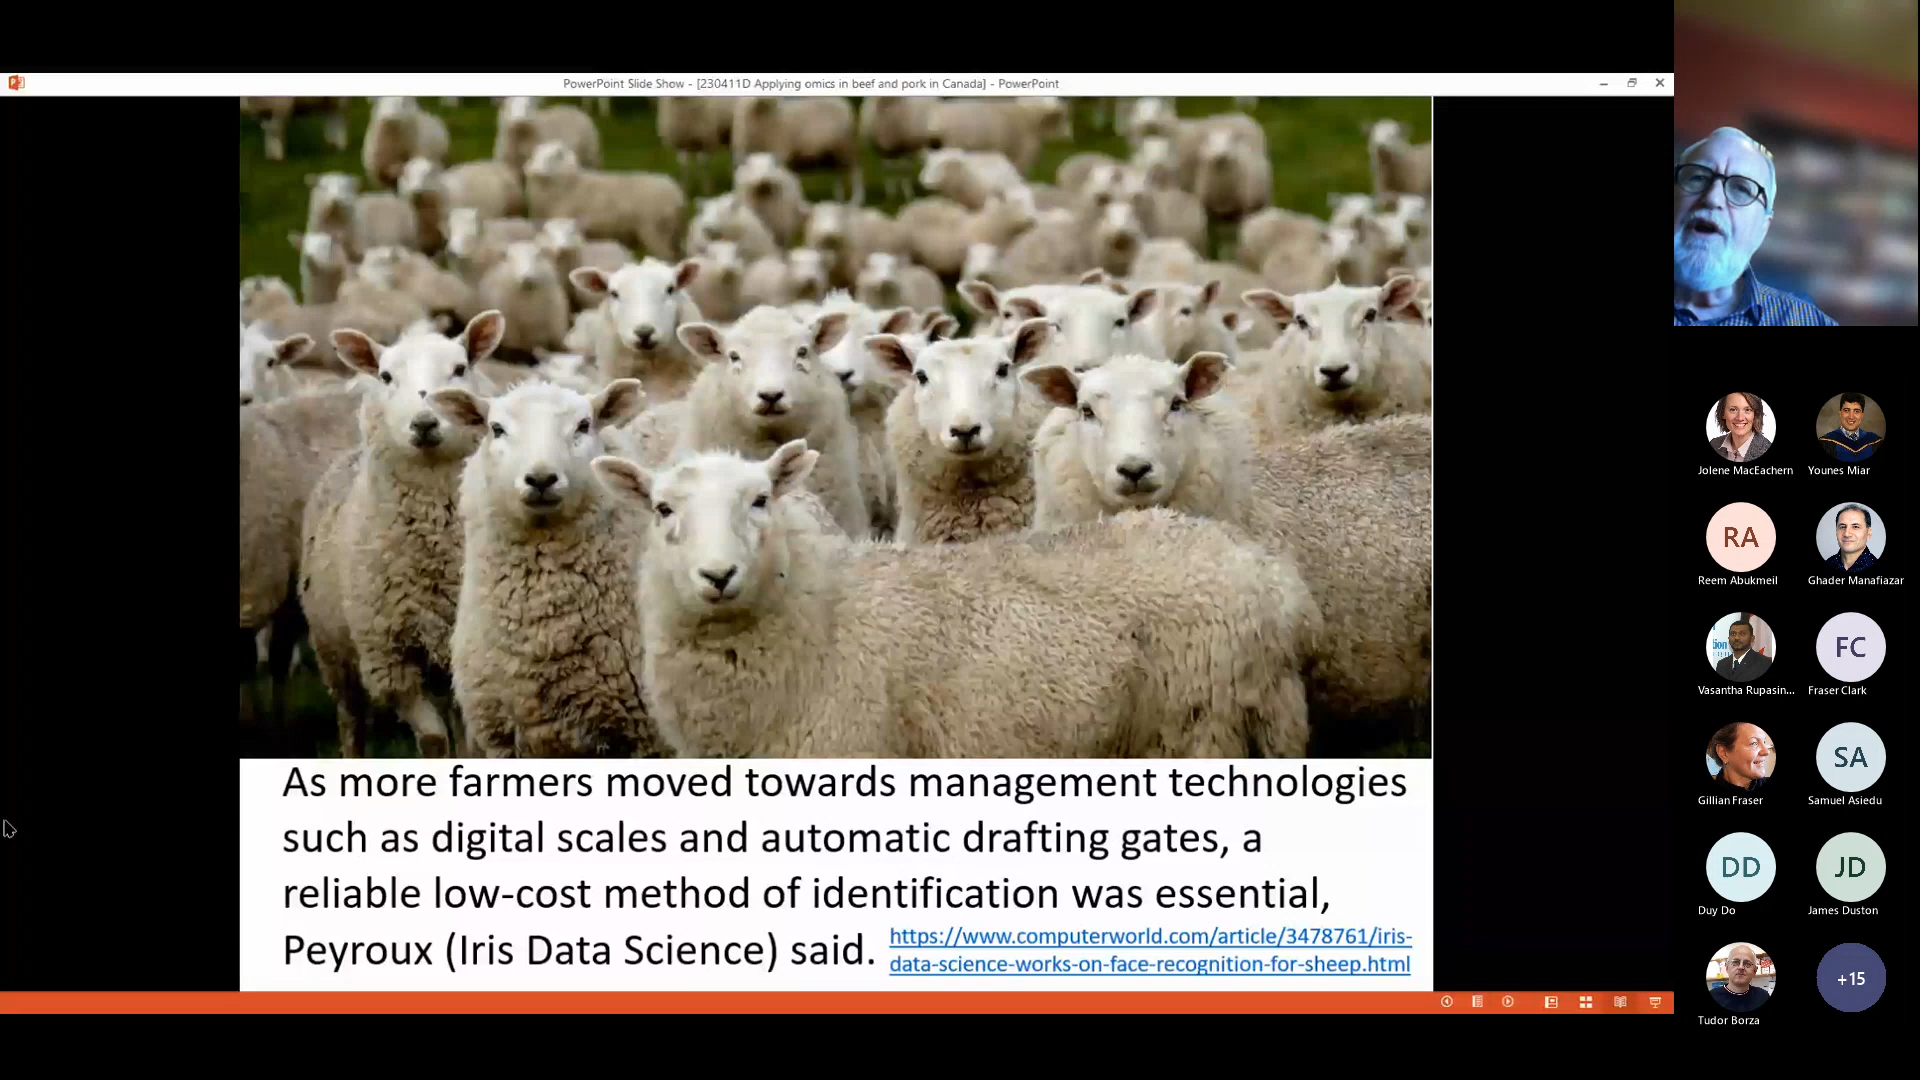 PowerPoint Slide Show - [230411D Applying omics in beef and pork in Canada] - PowerPoint
As more farmers moved towards management technologies
such as digital scales and automatic drafting gates, a
reliable low-cost method of identification was essential,
Peyroux (Iris Data Science) said.
https://www.computerworld.com/article/3478761/iris-
data-science-works-on-face-recognition-for-sheep.html
Jolene MacEachern
Younes Miar
RA
Reem Abukmeil
Ghader Manafiazar
Vasantha Rupasin...
FC
Fraser Clark
Gillian Fraser
SA
Samuel Asiedu
DD
Duy Do
JD
James Duston
Tudor Borza
+15